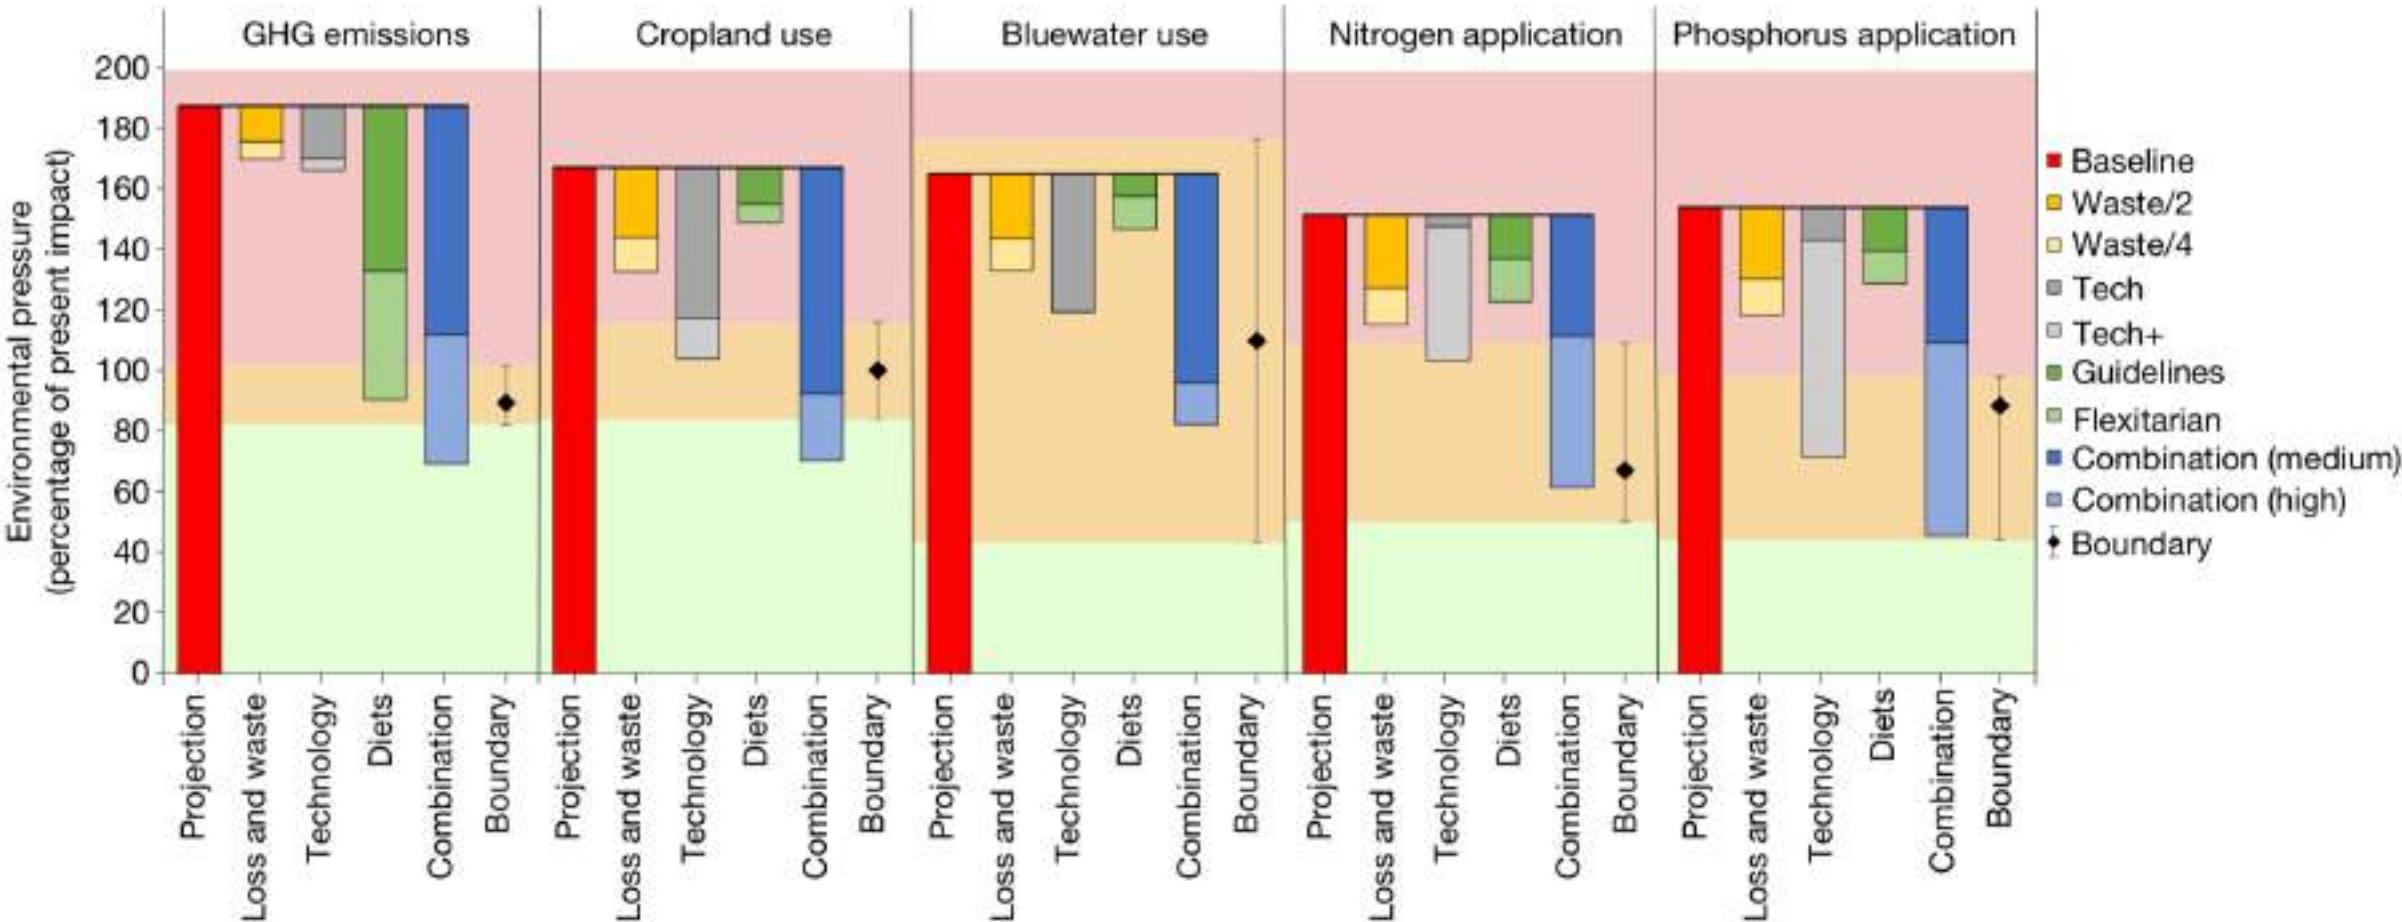 GHG emissions
Cropland use
Bluewater use
Nitrogen application
Phosphorus application
Environmental pressure
(percentage of present impact)
200
180
160
140
120
100
80
60
40
20
0
Projection
Loss and waste
Technology
Diets
Combination
Boundary
Projection
Loss and waste
Technology
Diets
Combination
Boundary
Projection
Loss and waste
Technology
Diets
Combination
Boundary
Projection
Loss and waste
Technology
Diets
Combination
Boundary
Projection
Loss and waste
Technology
Diets
Combination
Boundary
Baseline
Waste/2
Waste/4
Tech
Tech+
Guidelines
Flexitarian
Combination (medium)
Combination (high)
Boundary